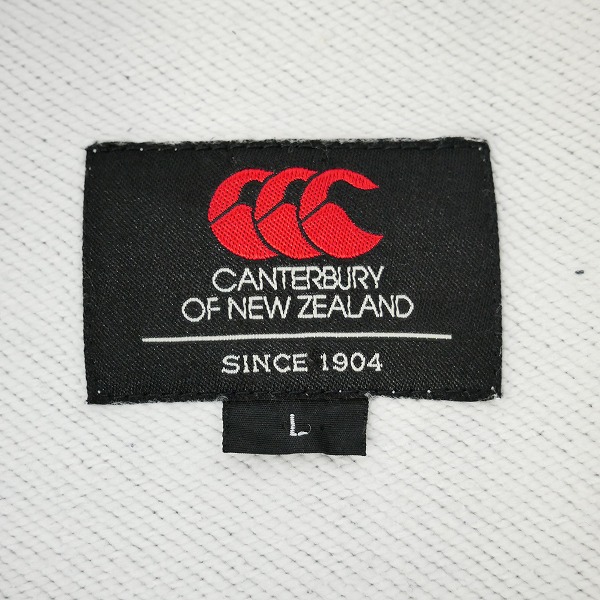 CANTERBURY
OF NEW ZEALAND
SINCE 1904
L